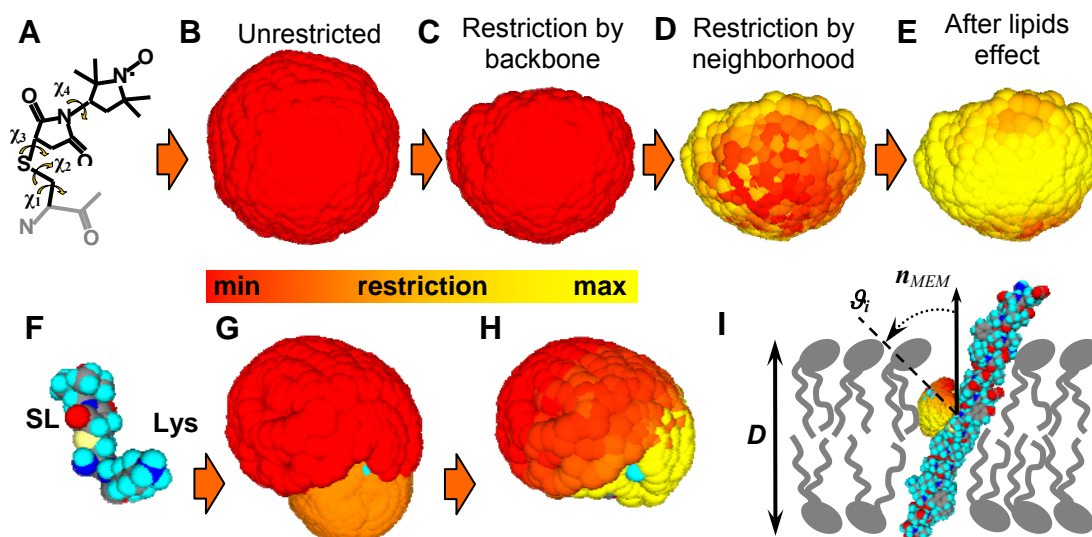 A
B
Unrestricted
C
Restriction by
backbone
D
Restriction by
neighborhood
E
After lipids
effect
N-O
O
N
χ4
χ3
O
S
χ2
χ1
N
O
min restriction max
F
SL
Lys
G
H
I
ϑi
nMEM
D